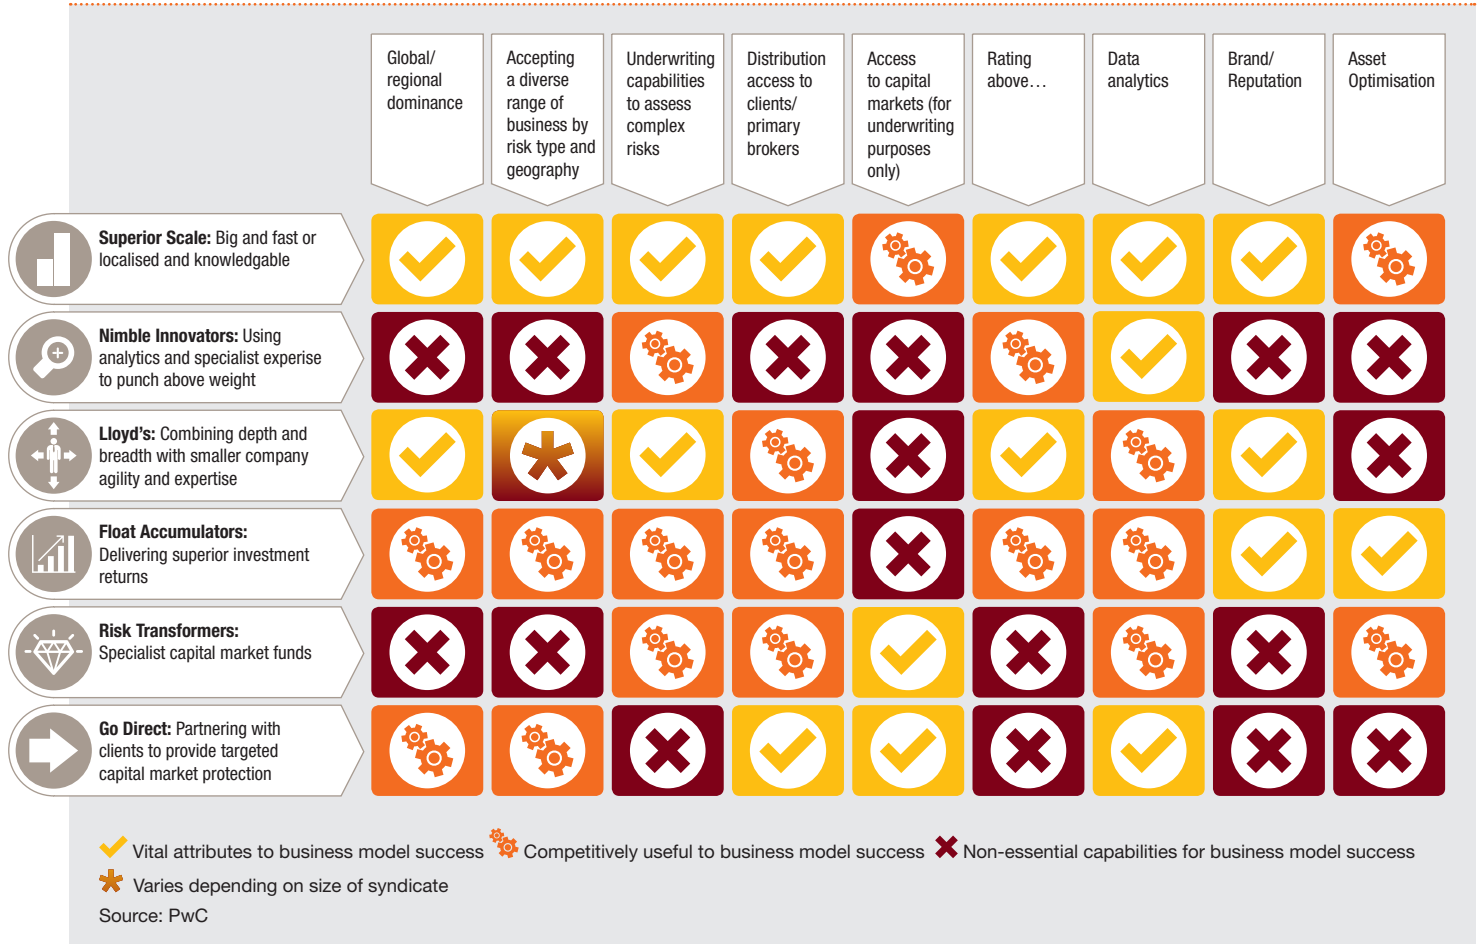 Global/
regional
dominance
Accepting
a diverse
range of
business by
risk type and
geography
Underwriting
capabilities
to assess
complex
risks
Distribution
access to
clients/
primary
brokers
Access
to capital
markets (for
underwriting
purposes
only)
Rating
above…
Data
analytics
Brand/
Reputation
Asset
Optimisation
Superior Scale: Big and fast or
localised and knowledgable
Nimble Innovators: Using
analytics and specialist experise
to punch above weight
Lloyd's: Combining depth and
breadth with smaller company
agility and expertise
Float Accumulators:
Delivering superior investment
returns
Risk Transformers:
Specialist capital market funds
Go Direct: Partnering with
clients to provide targeted
capital market protection
Vital attributes to business model success Competitively useful to business model success Non-essential capabilities for business model success
Varies depending on size of syndicate
Source: PwC